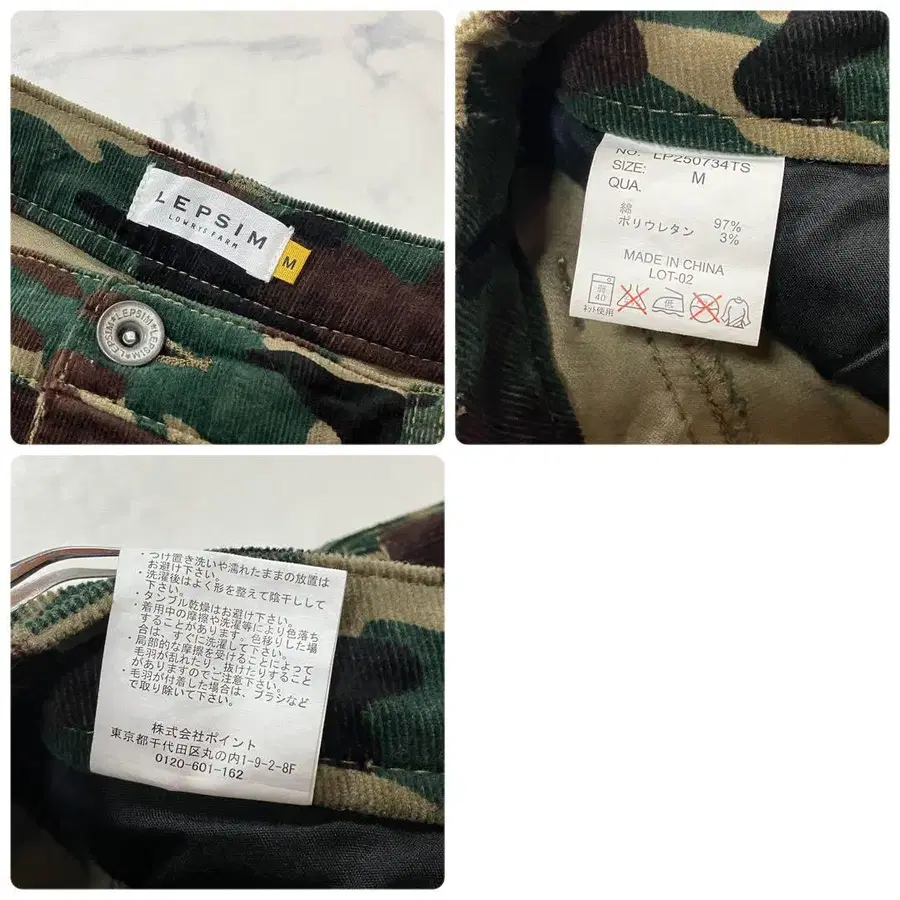 LEPSIM
LOWRYS FARM
M
LEPSIM★LEPSIM★LEPSIM★
NO. LP250734TS
SIZE: M
QUA.
綿 97%
ポリウレタン 3%
MADE IN CHINA
LOT-02
弱
40
低
ネット使用
・つけ置き洗いや濡れたままの放置は
お避け下さい。
・洗濯後はよく形を整えて陰干しして
下さい。
・タンブル乾燥はお避け下さい。
・着用中の摩擦や洗濯等により色落ち
することがあります。色移りした場
合は、すぐに洗濯して下さい。
・局部的な摩擦を受けることによって
毛羽が乱れたり、抜けたりすること
がありますのでご注意下さい。
・毛羽が付着した場合は、ブラシなど
で取り除いて下さい。
株式会社ポイント
東京都千代田区丸の内1-9-2-8F
0120-601-162